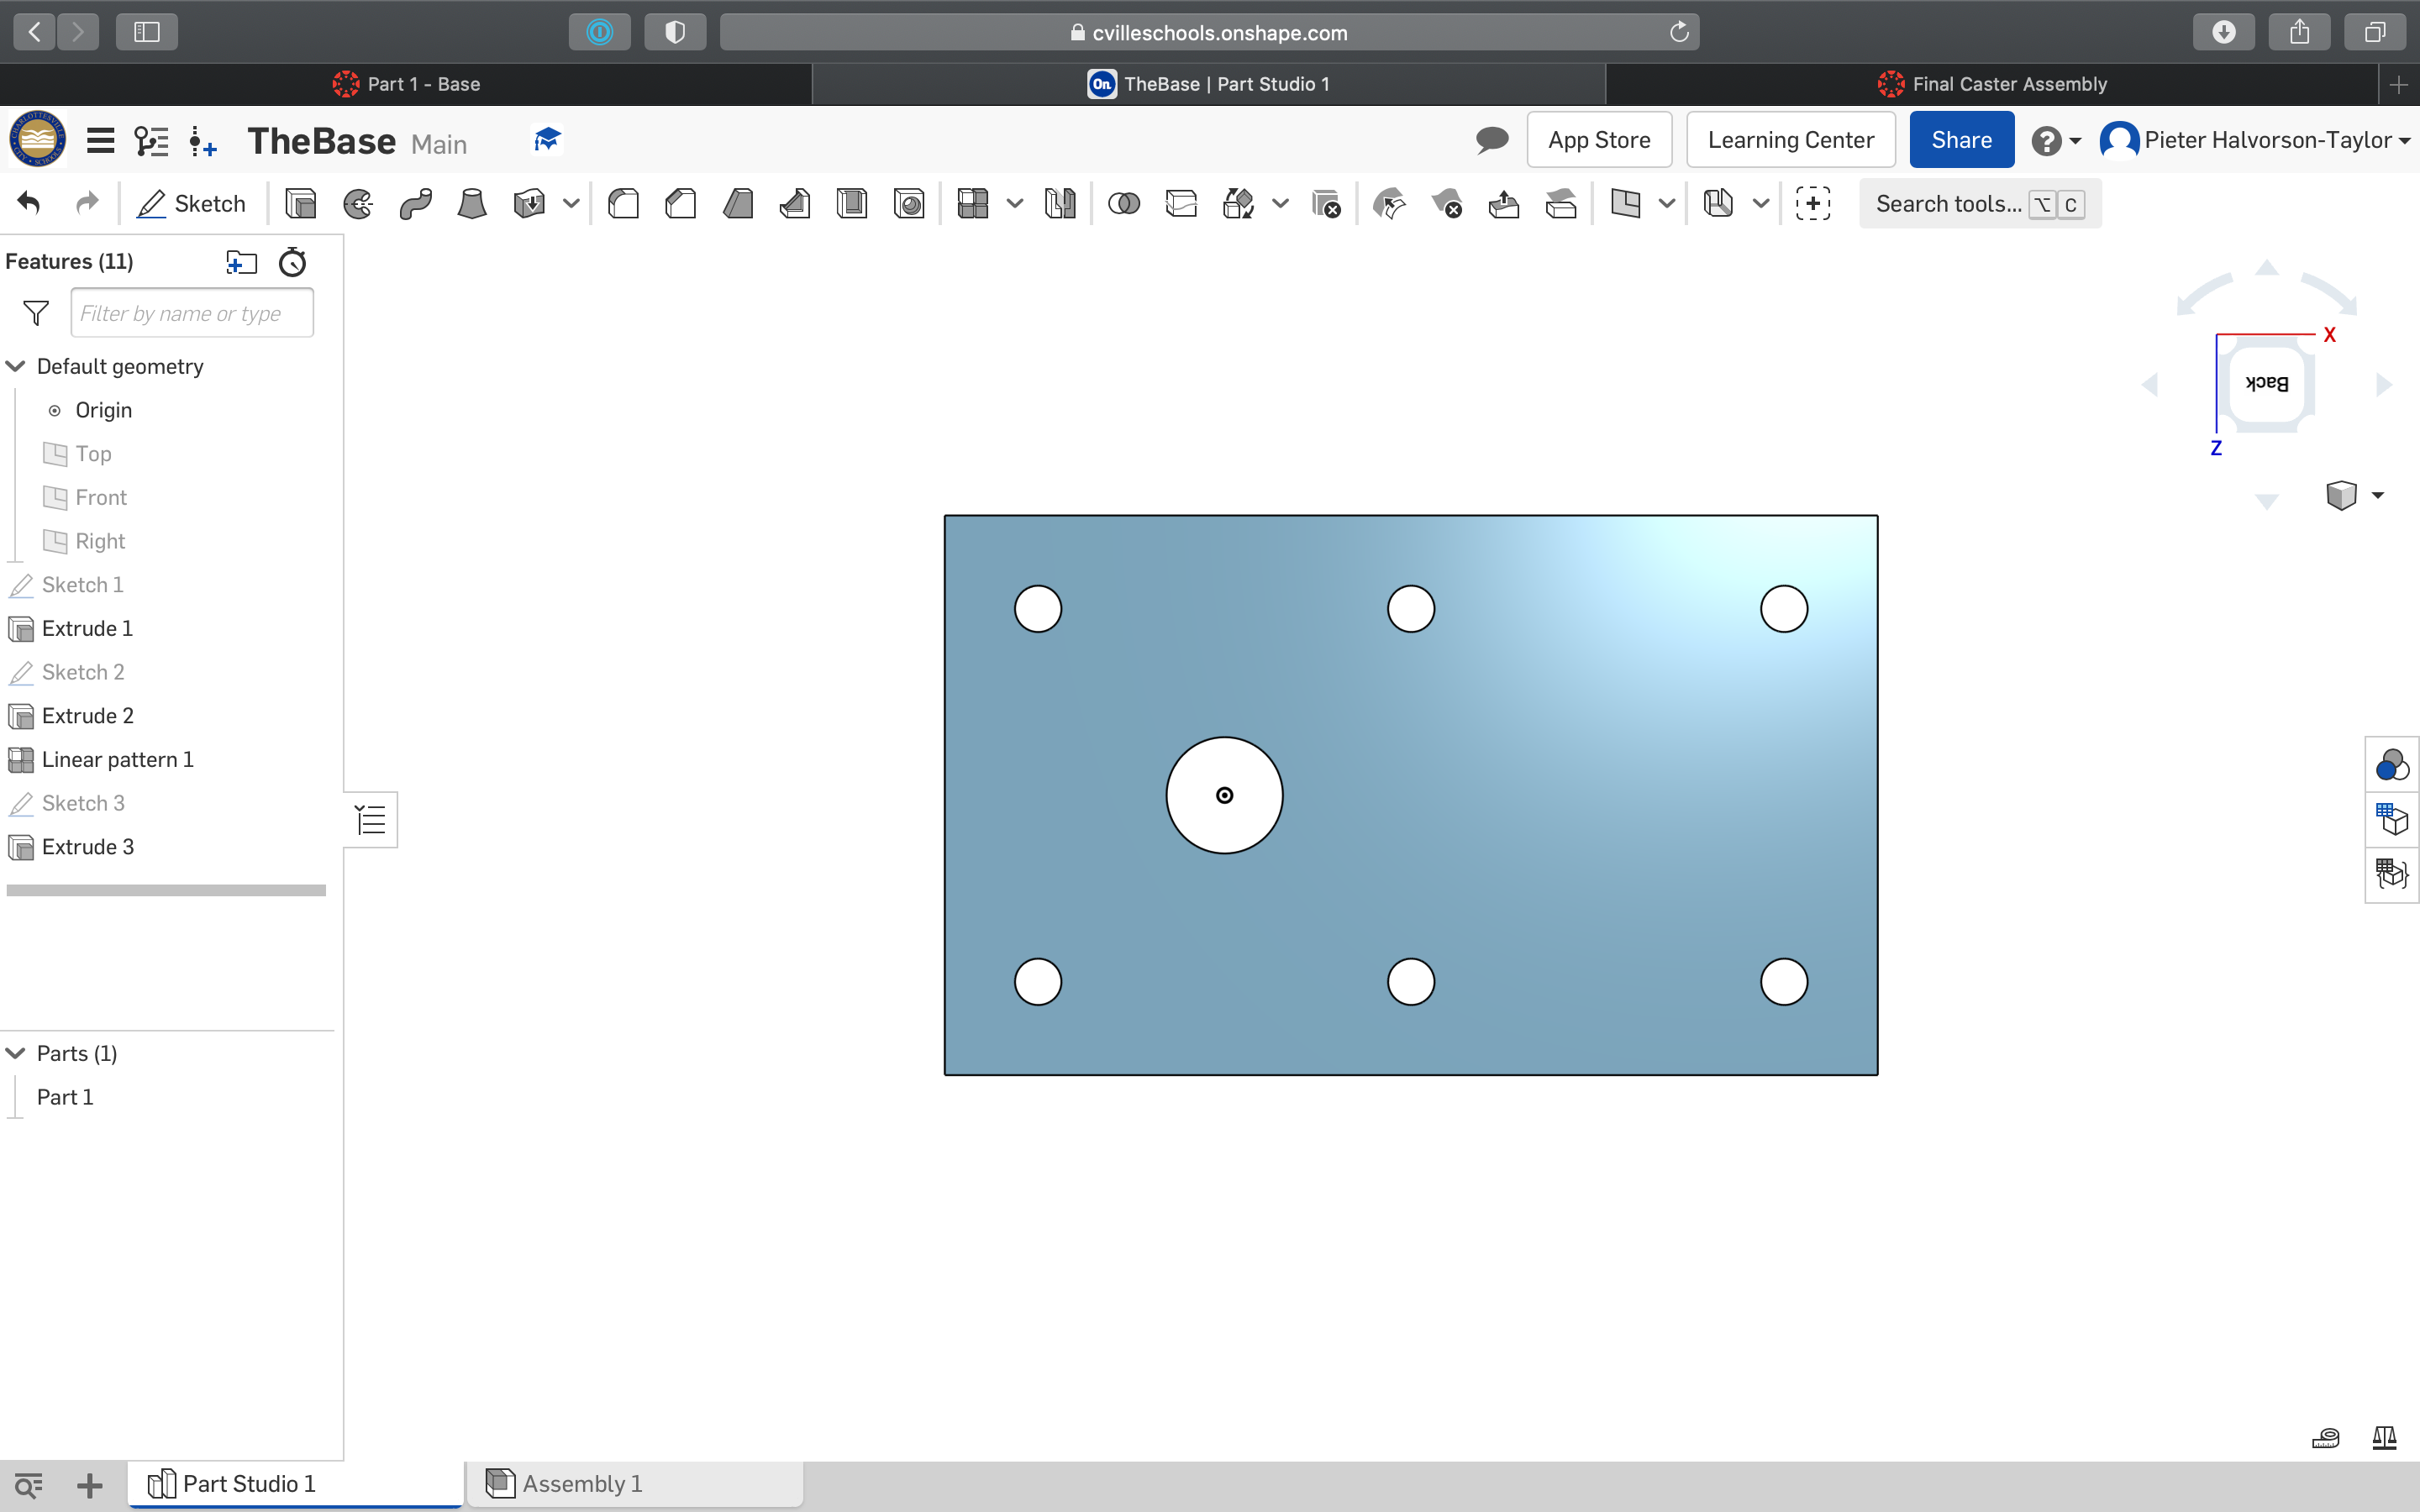 cvilleschools.onshape.com
Part 1 - Base
On
TheBase | Part Studio 1
Final Caster Assembly
TheBase Main
App Store
Learning Center
Share
Pieter Halvorson-Taylor
Sketch
Search tools... ⌥ C
Features (11)
Filter by name or type
Default geometry
Origin
Top
Front
Right
Sketch 1
Extrude 1
Sketch 2
Extrude 2
Linear pattern 1
Sketch 3
Extrude 3
Parts (1)
Part 1
X
Back
Z
Part Studio 1
Assembly 1